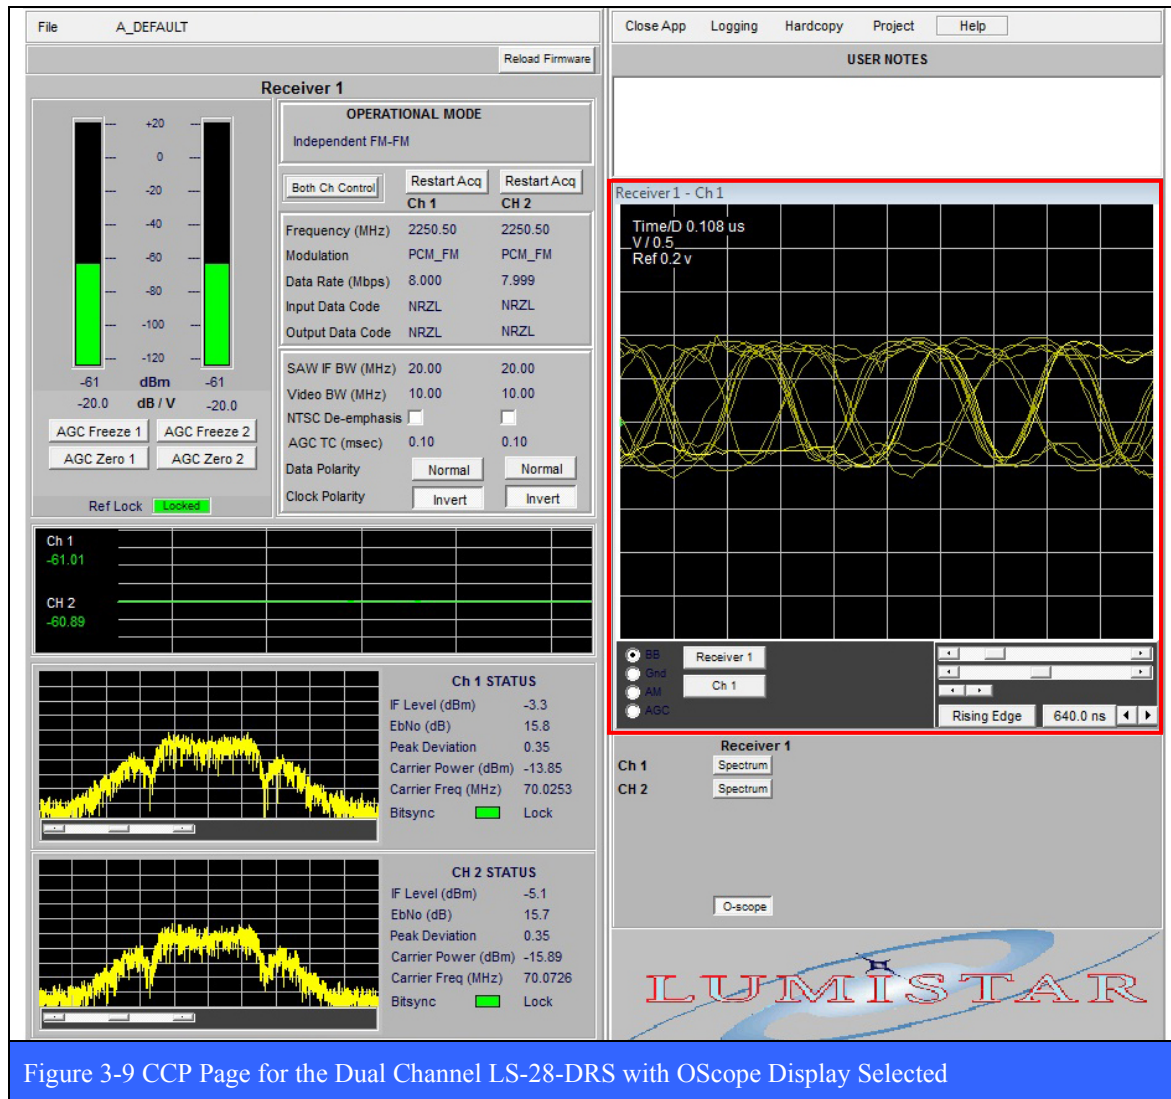 File A_DEFAULT
Reload Firmware
Receiver 1
+20
0
-20
-40
-60
-80
-100
-120
-61 dBm -61
-20.0 dB / V -20.0
AGC Freeze 1 AGC Freeze 2
AGC Zero 1 AGC Zero 2
Ref Lock Locked
OPERATIONAL MODE
Independent FM-FM
Both Ch Control Restart Acq Restart Acq
Ch 1 CH 2
Frequency (MHz) 2250.50 2250.50
Modulation PCM_FM PCM_FM
Data Rate (Mbps) 8.000 7.999
Input Data Code NRZL NRZL
Output Data Code NRZL NRZL
SAW IF BW (MHz) 20.00 20.00
Video BW (MHz) 10.00 10.00
NTSC De-emphasis
AGC TC (msec) 0.10 0.10
Data Polarity Normal Normal
Clock Polarity Invert Invert
Ch 1
-61.01
CH 2
-60.89
Ch 1 STATUS
IF Level (dBm) -3.3
EbNo (dB) 15.8
Peak Deviation 0.35
Carrier Power (dBm) -13.85
Carrier Freq (MHz) 70.0253
Bitsync Lock
CH 2 STATUS
IF Level (dBm) -5.1
EbNo (dB) 15.7
Peak Deviation 0.35
Carrier Power (dBm) -15.89
Carrier Freq (MHz) 70.0726
Bitsync Lock
Close App Logging Hardcopy Project Help
USER NOTES
Receiver 1 - Ch 1
Time/D 0.108 us
V / 0.5
Ref 0.2 v
BB
Gnd
AM
AGC
Receiver 1
Ch 1
Rising Edge 640.0 ns
Receiver 1
Ch 1 Spectrum
CH 2 Spectrum
O-scope
LUMISTAR
Figure 3-9 CCP Page for the Dual Channel LS-28-DRS with OScope Display Selected